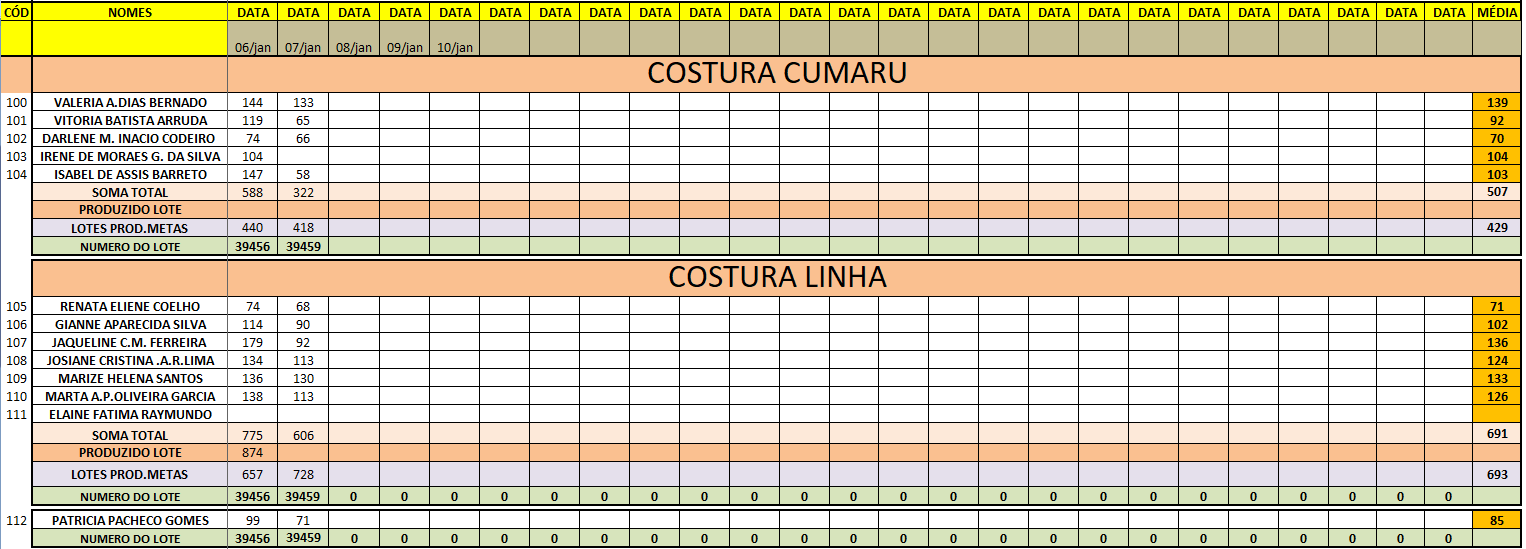 CÓD NOMES DATA DATA DATA DATA DATA DATA DATA DATA DATA DATA DATA DATA DATA DATA DATA DATA DATA DATA DATA DATA DATA DATA DATA DATA DATA MÉDIA
06/jan 07/jan 08/jan 09/jan 10/jan
COSTURA CUMARU
100 VALERIA A.DIAS BERNADO 144 133 139
101 VITORIA BATISTA ARRUDA 119 65 92
102 DARLENE M. INACIO CODEIRO 74 66 70
103 IRENE DE MORAES G. DA SILVA 104 104
104 ISABEL DE ASSIS BARRETO 147 58 103
SOMA TOTAL 588 322 507
PRODUZIDO LOTE
LOTES PROD.METAS 440 418 429
NUMERO DO LOTE 39456 39459
COSTURA LINHA
105 RENATA ELIENE COELHO 74 68 71
106 GIANNE APARECIDA SILVA 114 90 102
107 JAQUELINE C.M. FERREIRA 179 92 136
108 JOSIANE CRISTINA .A.R.LIMA 134 113 124
109 MARIZE HELENA SANTOS 136 130 133
110 MARTA A.P.OLIVEIRA GARCIA 138 113 126
111 ELAINE FATIMA RAYMUNDO
SOMA TOTAL 775 606 691
PRODUZIDO LOTE 874
LOTES PROD.METAS 657 728 693
NUMERO DO LOTE 39456 39459 0 0 0 0 0 0 0 0 0 0 0 0 0 0 0 0 0 0 0 0 0 0 0
112 PATRICIA PACHECO GOMES 99 71 85
NUMERO DO LOTE 39456 39459 0 0 0 0 0 0 0 0 0 0 0 0 0 0 0 0 0 0 0 0 0 0 0